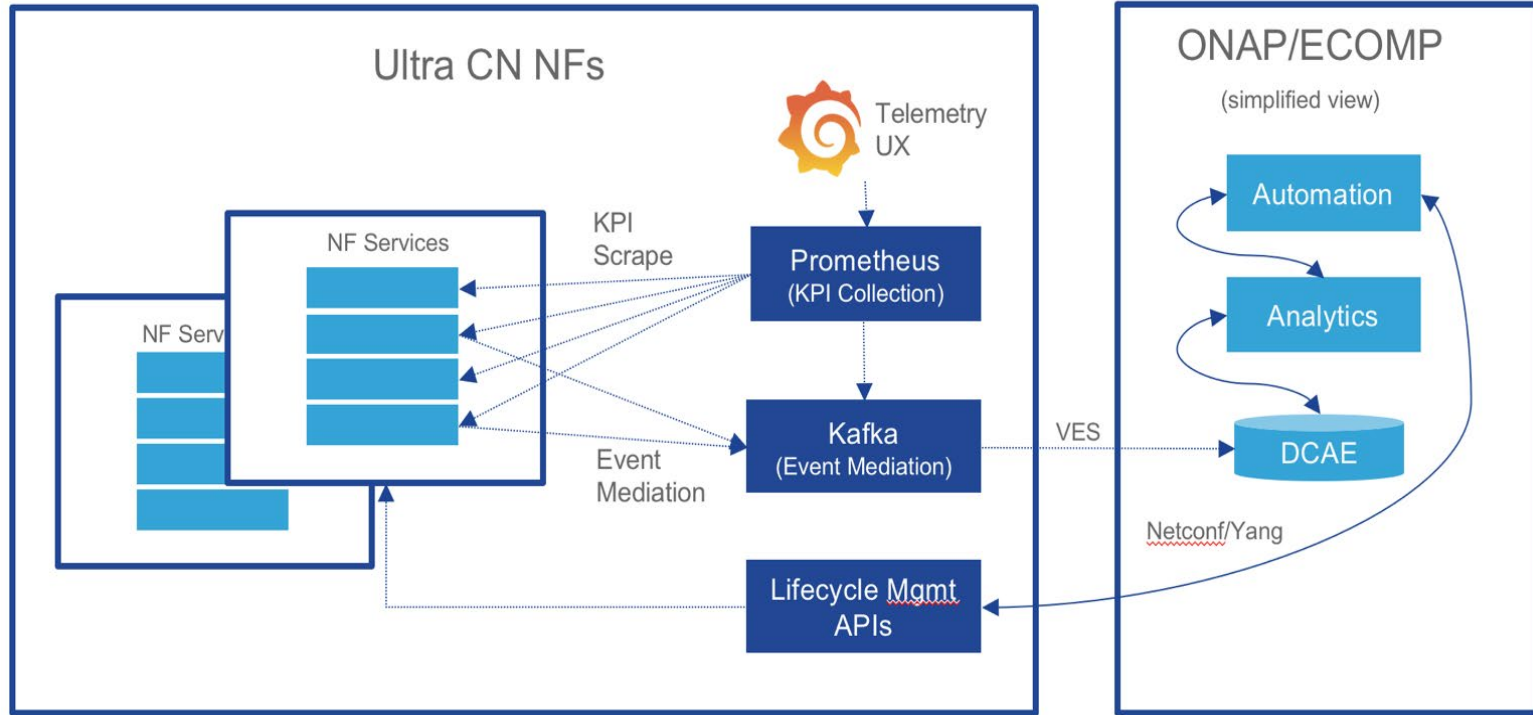 Ultra CN NFs
Telemetry
UX
KPI
Scrape
NF Services
NF Serv
Prometheus
(KPI Collection)
Kafka
(Event Mediation)
Event
Mediation
Lifecycle Mgmt
APIs
VES
Netconf/Yang
ONAP/ECOMP
(simplified view)
Automation
Analytics
DCAE